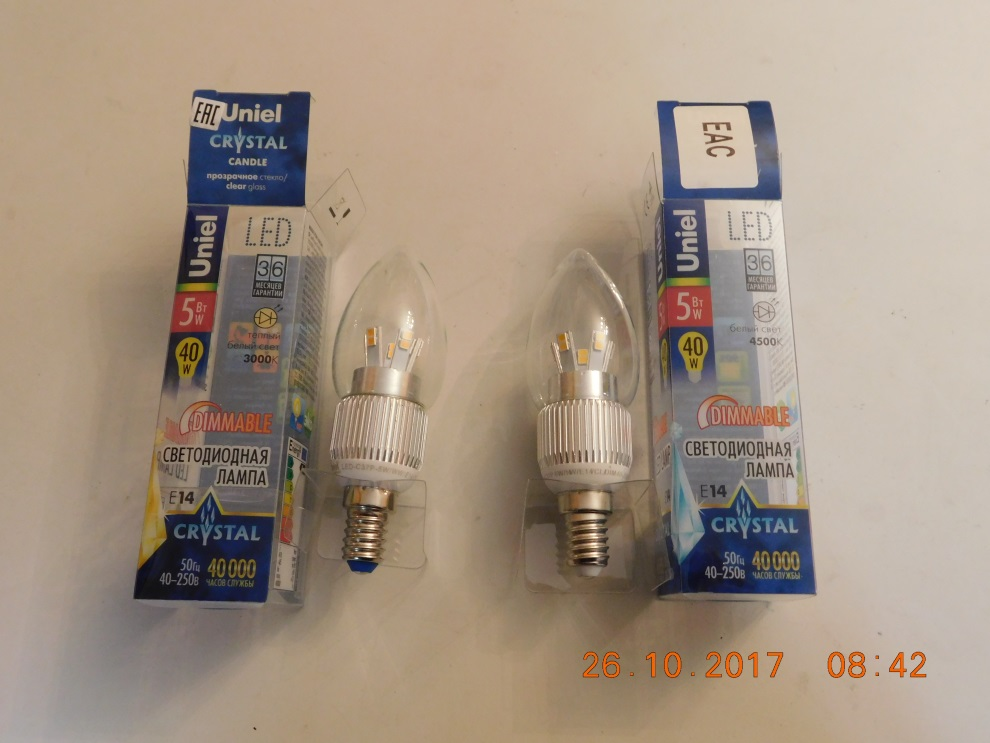 EAC
Uniel
CRYSTAL
CANDLE
прозрачное стекло/
clear glass
Uniel
LED
36
МЕСЯЦЕВ
ГАРАНТИИ
5 Вт
W
тёплый
белый свет
3000K
40
W
DIMMABLE
СВЕТОДИОДНАЯ
ЛАМПА
E14
CRYSTAL
50Гц
40–250В
40 000
ЧАСОВ СЛУЖБЫ
EAC
Uniel
LED
36
МЕСЯЦЕВ
ГАРАНТИИ
5 Вт
W
белый свет
4500K
40
W
DIMMABLE
СВЕТОДИОДНАЯ
ЛАМПА
E14
CRYSTAL
50Гц
40–250В
40 000
ЧАСОВ СЛУЖБЫ
26.10.2017 08:42